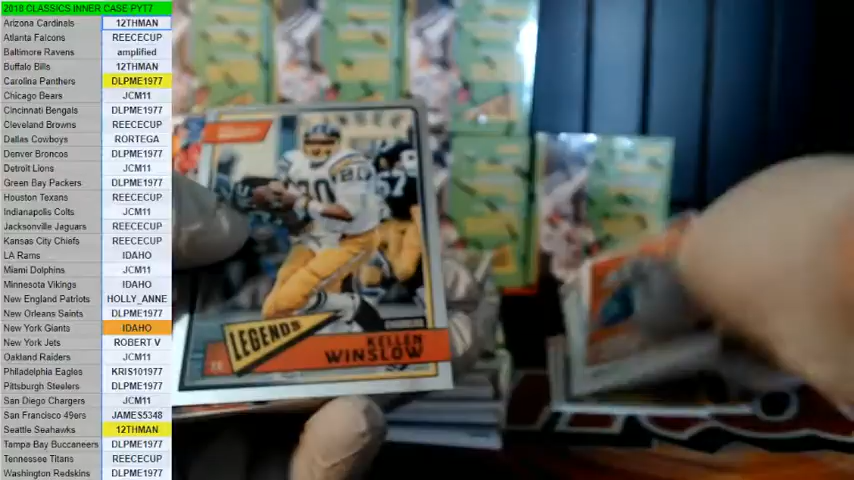 2018 CLASSICS INNER CASE PYT7
Arizona Cardinals 12THMAN
Atlanta Falcons REECECUP
Baltimore Ravens amplified
Buffalo Bills 12THMAN
Carolina Panthers DLPME1977
Chicago Bears JCM11
Cincinnati Bengals DLPME1977
Cleveland Browns REECECUP
Dallas Cowboys RORTEGA
Denver Broncos DLPME1977
Detroit Lions JCM11
Green Bay Packers DLPME1977
Houston Texans REECECUP
Indianapolis Colts JCM11
Jacksonville Jaguars REECECUP
Kansas City Chiefs REECECUP
LA Rams IDAHO
Miami Dolphins JCM11
Minnesota Vikings IDAHO
New England Patriots HOLLY_ANNE
New Orleans Saints DLPME1977
New York Giants IDAHO
New York Jets ROBERT V
Oakland Raiders JCM11
Philadelphia Eagles KRIS101977
Pittsburgh Steelers DLPME1977
San Diego Chargers JCM11
San Francisco 49ers JAMES5348
Seattle Seahawks 12THMAN
Tampa Bay Buccaneers DLPME1977
Tennessee Titans REECECUP
Washington Redskins DLPME1977
80 80
LEGENDS
KELLEN
WINSLOW